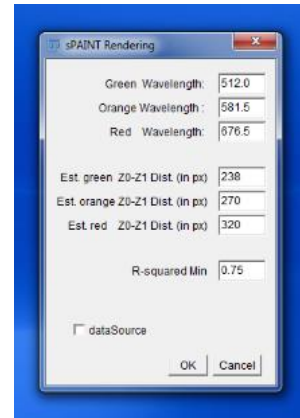 sPAINT Rendering
Green Wavelength: 512.0
Orange Wavelength : 581.5
Red Wavelength: 676.5
Est. green Z0-Z1 Dist. (in px) 238
Est. orange Z0-Z1 Dist. (in px) 270
Est. red Z0-Z1 Dist. (in px) 320
R-squared Min 0.75
dataSource
OK Cancel